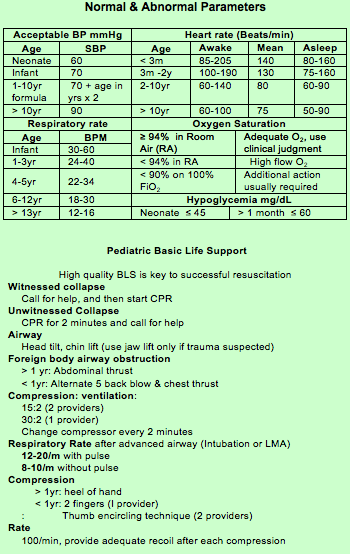 Normal & Abnormal Parameters
Acceptable BP mmHg Heart rate (Beats/min)
Age SBP Age Awake Mean Asleep
Neonate 60 < 3m 85-205 140 80-160
Infant 70 3m -2y 100-190 130 75-160
1-10yr formula 70 + age in yrs x 2 2-10yr 60-140 80 60-90
> 10yr 90 > 10yr 60-100 75 50-90
Respiratory rate Oxygen Saturation
Age BPM ≥ 94% in Room Air (RA) Adequate O₂, use clinical judgment
Infant 30-60
1-3yr 24-40 < 94% in RA High flow O₂
4-5yr 22-34 < 90% on 100% FiO₂ Additional action usually required
6-12yr 18-30 Hypoglycemia mg/dL
> 13yr 12-16 Neonate ≤ 45 > 1 month ≤ 60
Pediatric Basic Life Support
High quality BLS is key to successful resuscitation
Witnessed collapse
Call for help, and then start CPR
Unwitnessed Collapse
CPR for 2 minutes and call for help
Airway
Head tilt, chin lift (use jaw lift only if trauma suspected)
Foreign body airway obstruction
> 1 yr: Abdominal thrust
< 1yr: Alternate 5 back blow & chest thrust
Compression: ventilation:
15:2 (2 providers)
30:2 (1 provider)
Change compressor every 2 minutes
Respiratory Rate after advanced airway (Intubation or LMA)
12-20/m with pulse
8-10/m without pulse
Compression
> 1yr: heel of hand
< 1yr: 2 fingers (I provider)
: Thumb encircling technique (2 providers)
Rate
100/min, provide adequate recoil after each compression